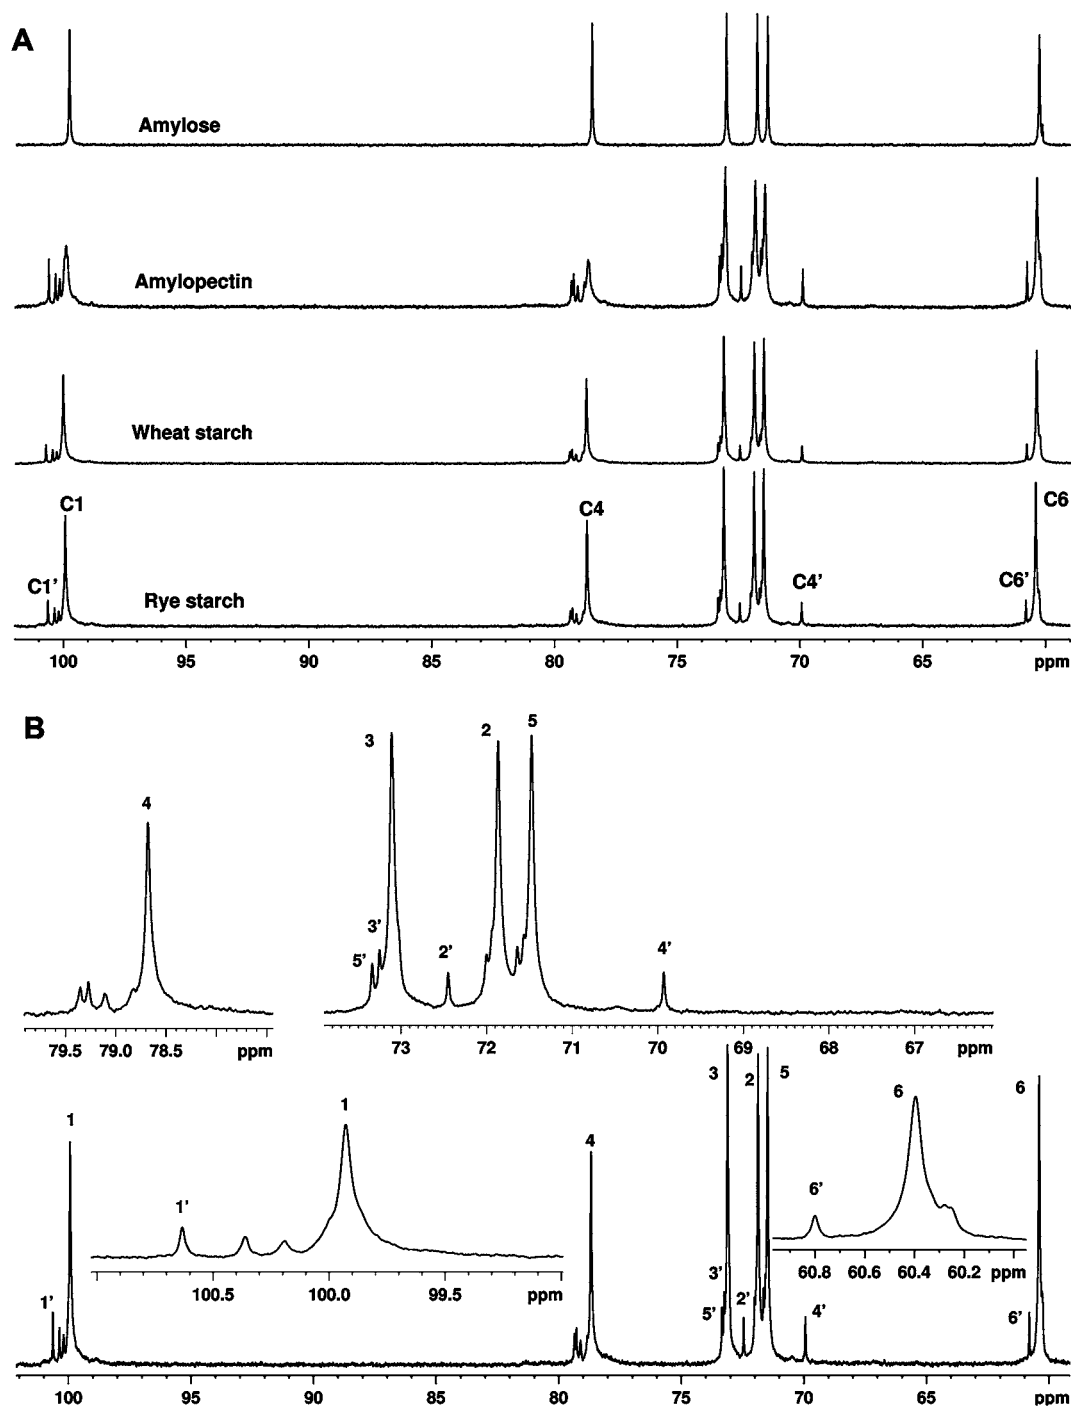 A
Amylose
Amylopectin
Wheat starch
C1
C4
C6
C1’
C4’
C6’
Rye starch
100 95 90 85 80 75 70 65 ppm
B
5
3
2
4
3’
5’
2’
4’
79.5 79.0 78.5 ppm
73 72 71 70 69 68 67 ppm
3 2 5
6
6
1
1
4
6’
1’
3’
100.5 100.0 99.5 ppm
60.8 60.6 60.4 60.2 ppm
1’
5’
2’
4’
6’
100 95 90 85 80 75 70 65 ppm